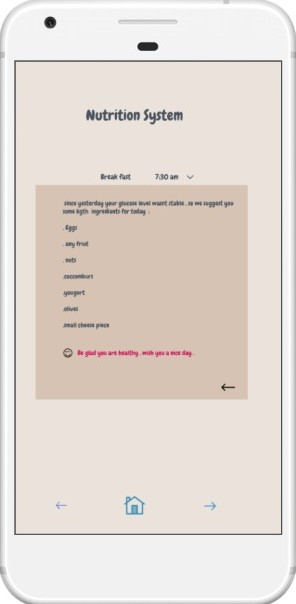 Nutrition System
Break fast 7:30 am
since yesterday your glucose level wasnt stable . so we suggest you
some ligth ingredients for today :
. Eggs
. any fruit
. nuts
.coccomburs
.yougort
.olives
.small cheese piece
Be glad you are healthy , wish you a nice day .